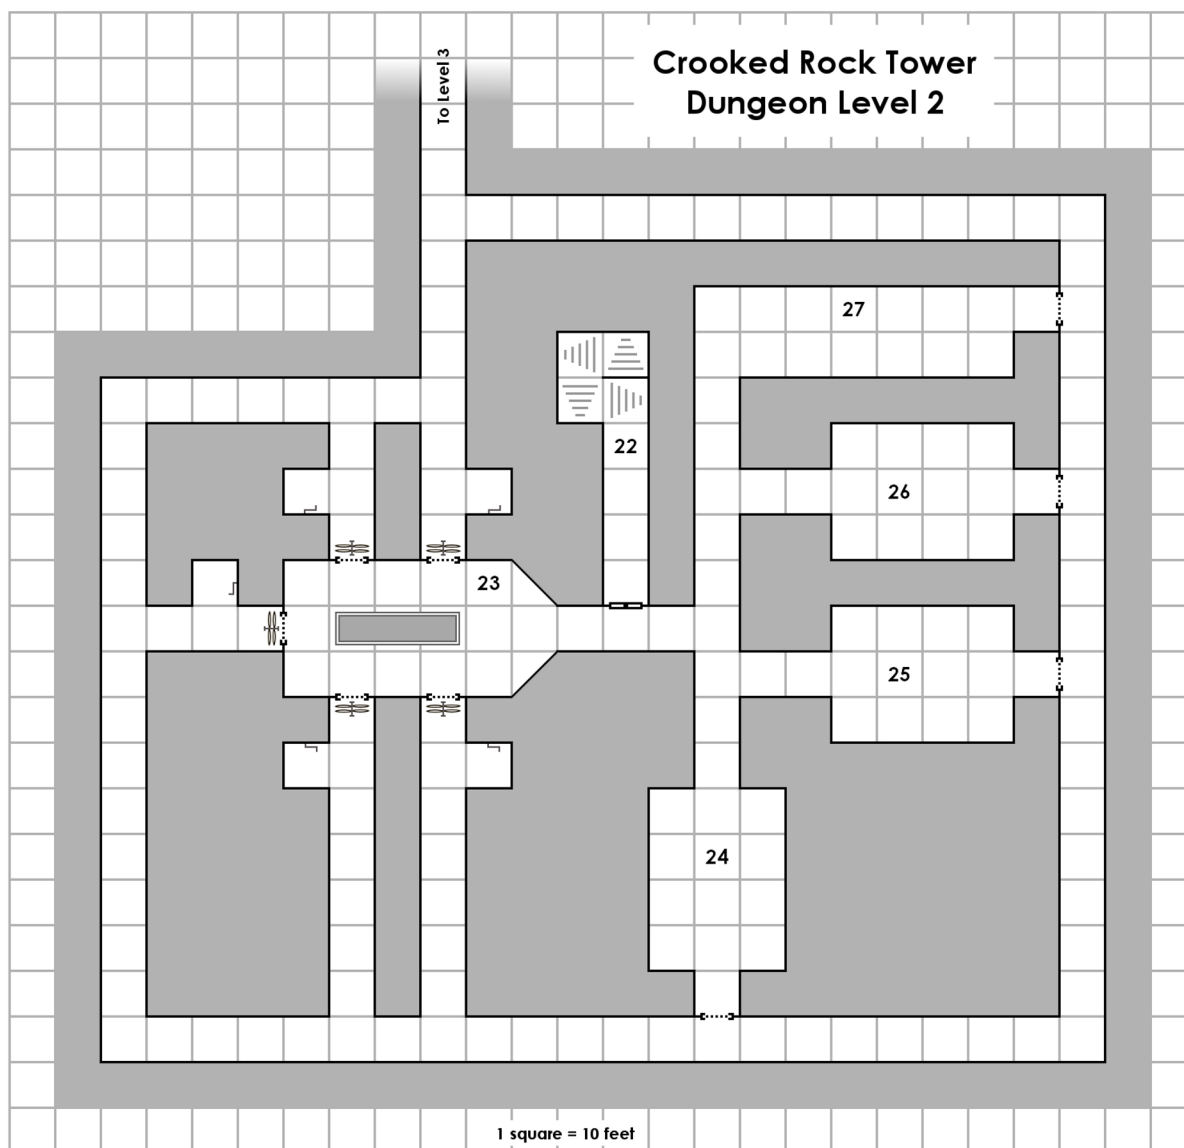 Crooked Rock Tower
Dungeon Level 2
To Level 3
27
22
26
23
25
24
1 square = 10 feet